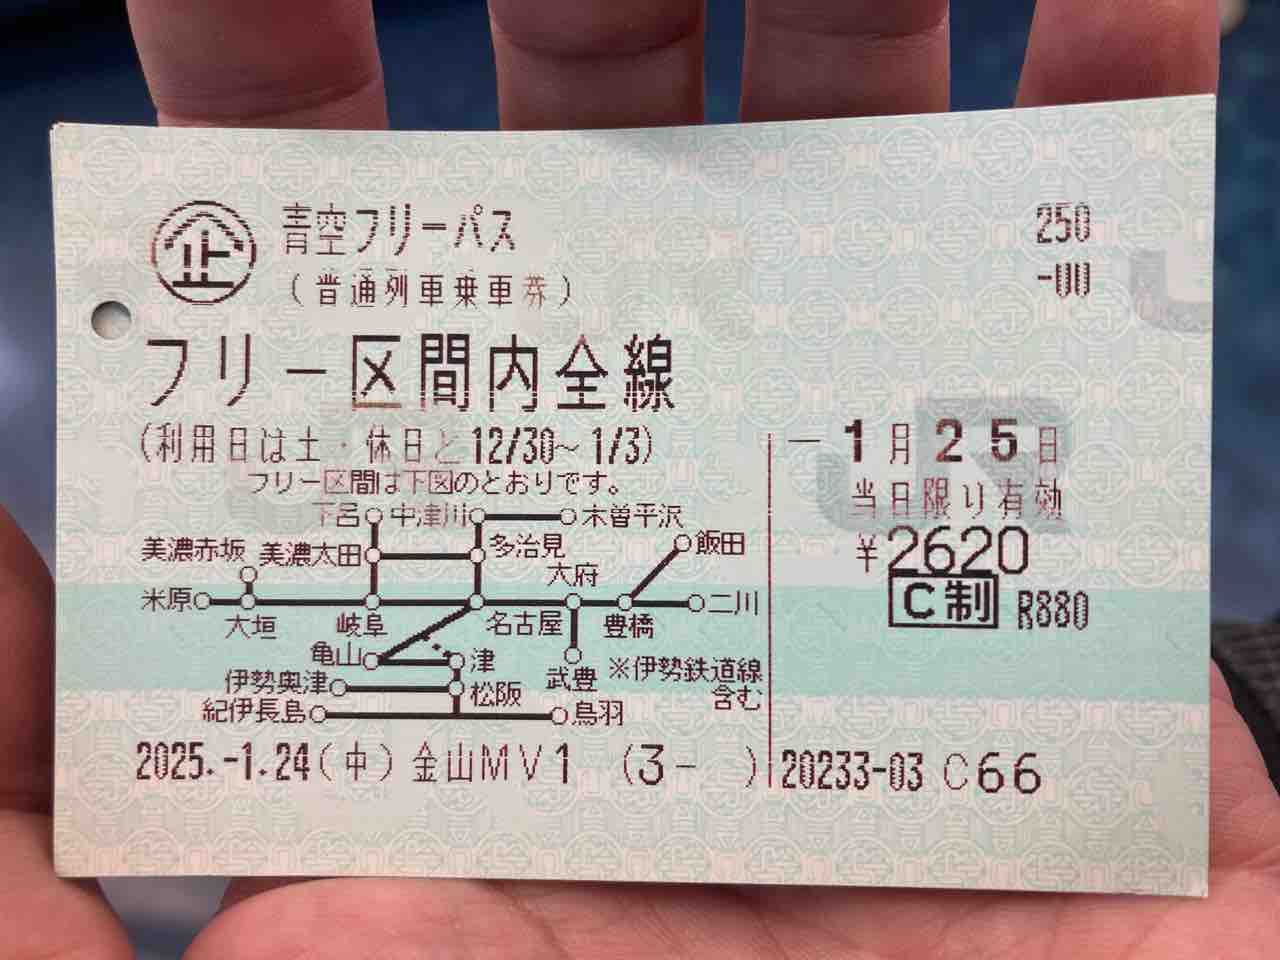 企 青空フリーパス
(普通列車乗車券)
250
-00
フリー区間内全線
(利用日は土・休日と12/30~1/3)
フリー区間は下図のとおりです。
-1月25日
当日限り有効
¥2620
C制 R880
下呂 中津川 木曽平沢
美濃赤坂 美濃太田 多治見 飯田
大府
米原 二川
大垣 岐阜 名古屋 豊橋
亀山 津
武豊 ※伊勢鉄道線
含む
伊勢奥津 松阪
紀伊長島 鳥羽
2025.-1.24(中)金山MV1 (3- ) 20233-03 C66